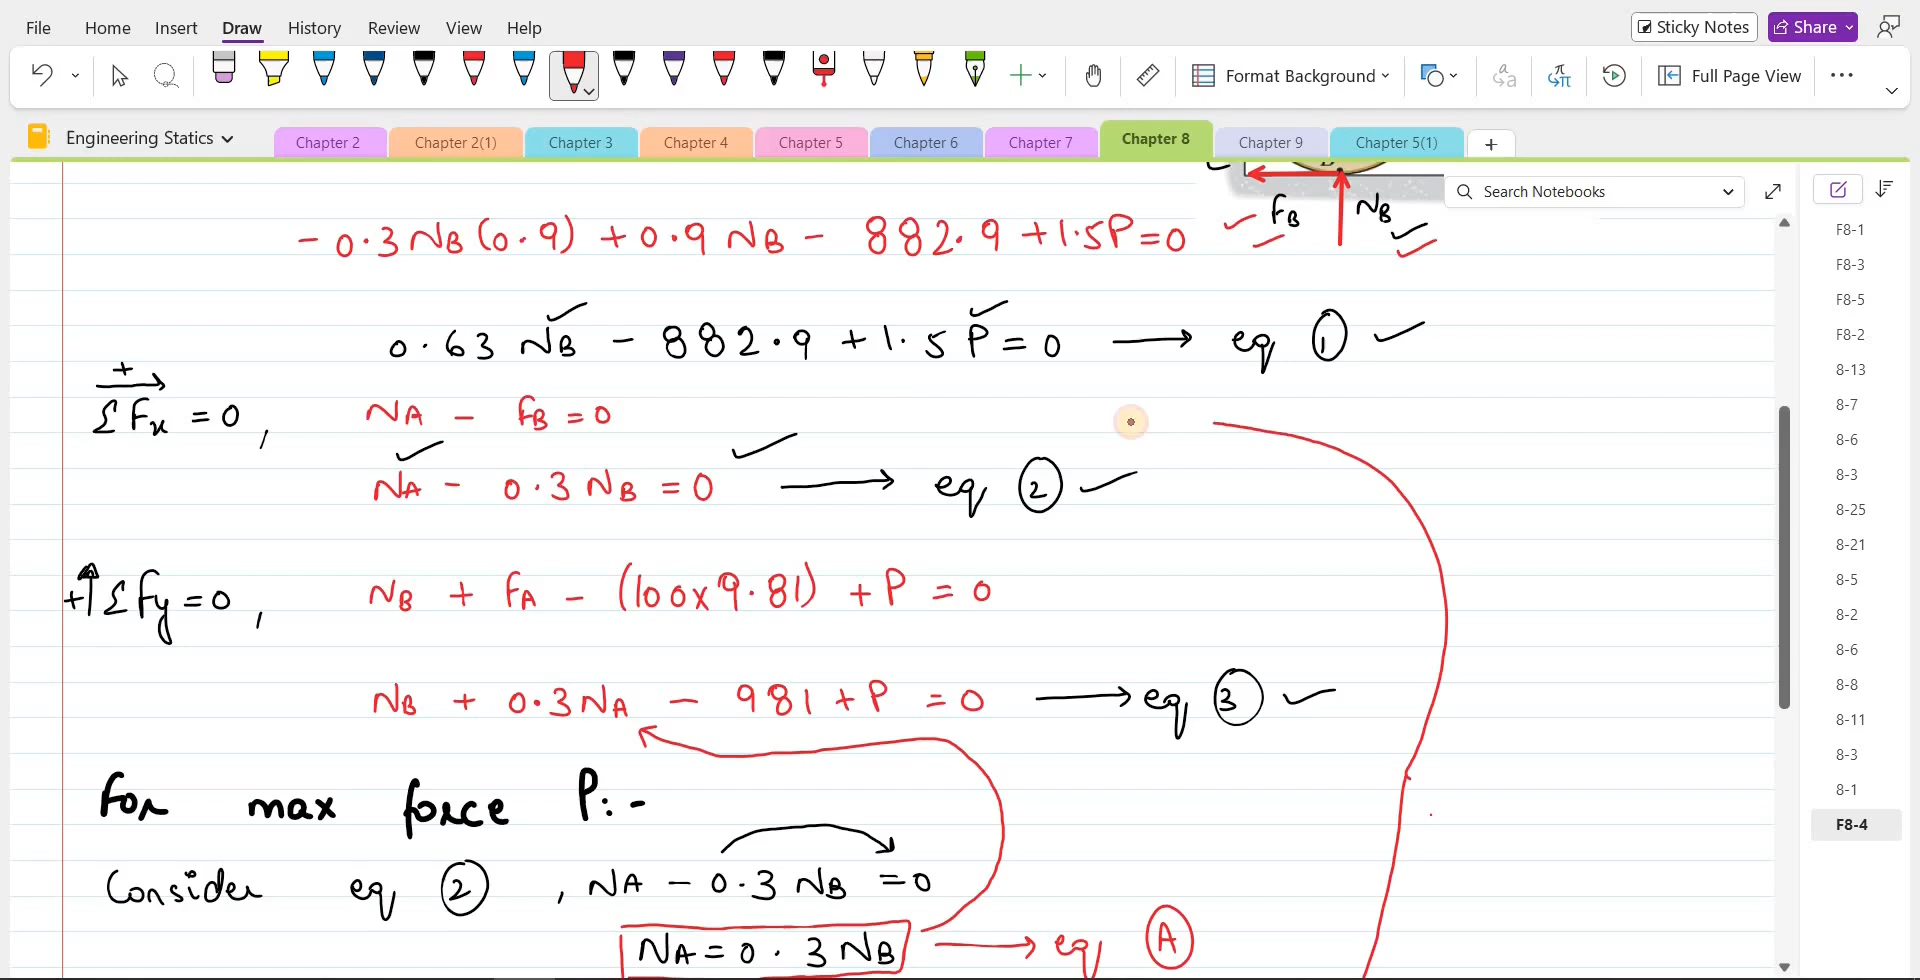 File Home Insert Draw History Review View Help Sticky Notes Share
Format Background Full Page View
Engineering Statics Chapter 2 Chapter 2(1) Chapter 3 Chapter 4 Chapter 5 Chapter 6 Chapter 7 Chapter 8 Chapter 9 Chapter 5(1) +
Search Notebooks
FB NB
- 0.3 NB (0.9) + 0.9 NB - 882.9 + 1.5P = 0
0.63 NB - 882.9 + 1.5 P = 0 → eq ①
+→ ΣFx = 0, NA - FB = 0
NA - 0.3 NB = 0 → eq ②
+↑ΣFy = 0, NB + FA - (100x9.81) + P = 0
NB + 0.3 NA - 981 + P = 0 → eq ③
For max force P:-
Consider eq ②, NA - 0.3 NB = 0
NA = 0.3 NB → eq Ⓐ
F8-1
F8-3
F8-5
F8-2
8-13
8-7
8-6
8-3
8-25
8-21
8-5
8-2
8-6
8-8
8-11
8-3
8-1
F8-4